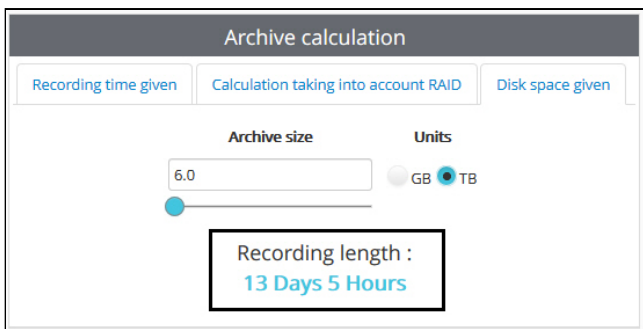 Archive calculation
Recording time given Calculation taking into account RAID Disk space given
Archive size Units
6.0 GB TB
Recording length :
13 Days 5 Hours